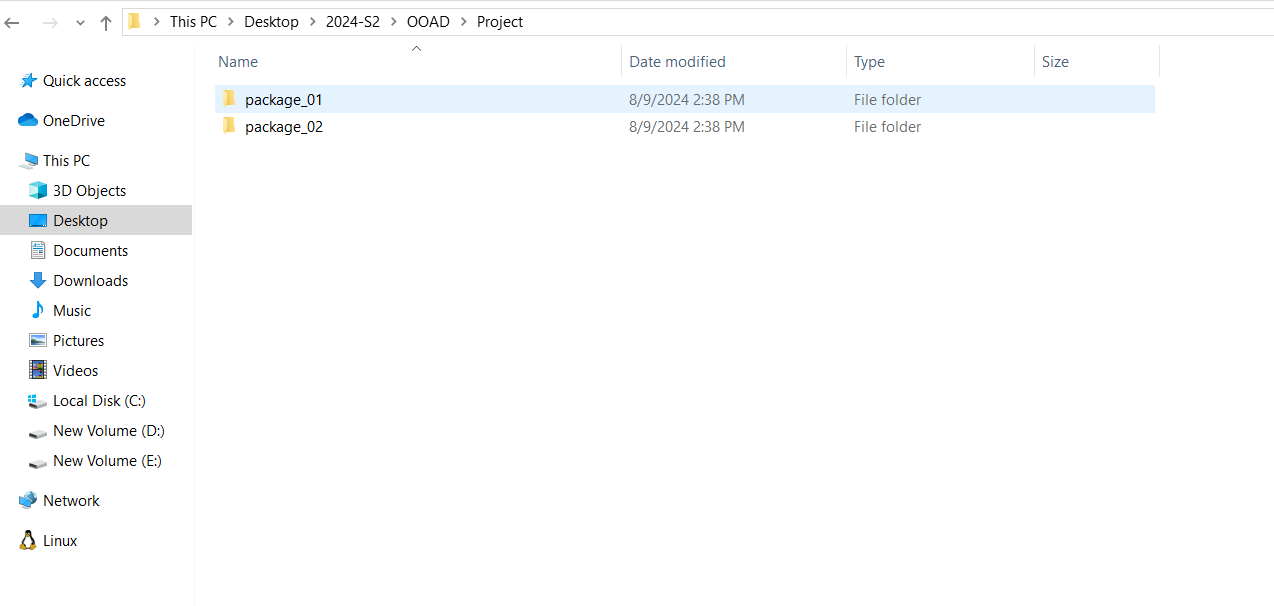 This PC > Desktop > 2024-S2 > OOAD > Project
Name Date modified Type Size
package_01 8/9/2024 2:38 PM File folder
package_02 8/9/2024 2:38 PM File folder
Quick access
OneDrive
This PC
3D Objects
Desktop
Documents
Downloads
Music
Pictures
Videos
Local Disk (C:)
New Volume (D:)
New Volume (E:)
Network
Linux